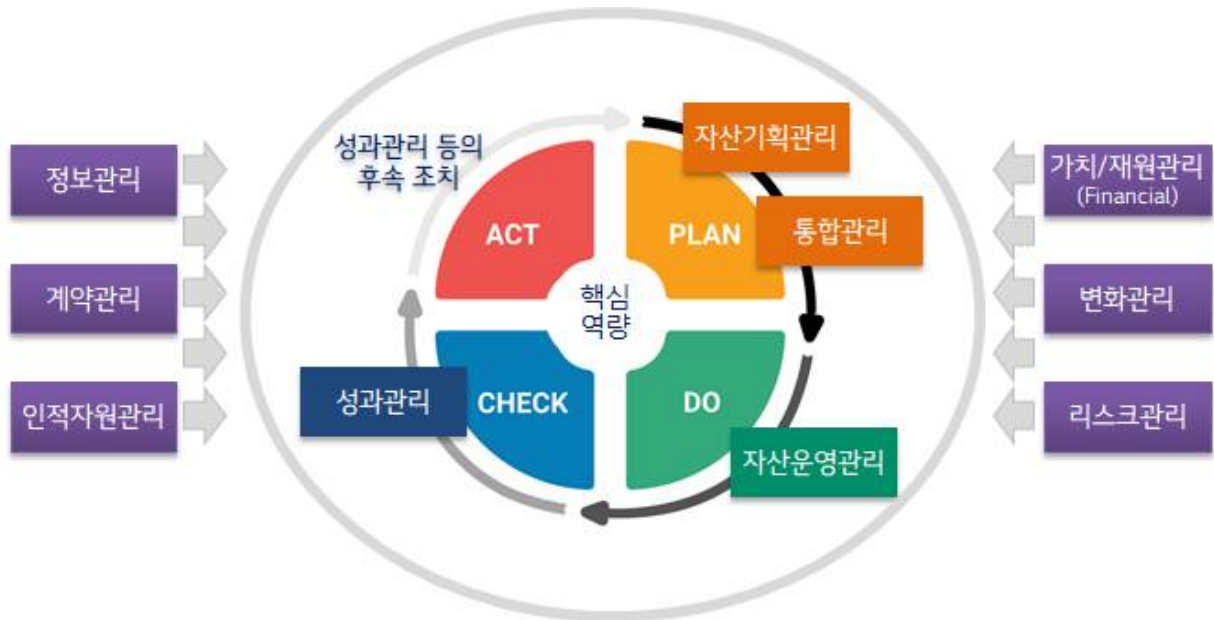 성과관리 등의
후속 조치
자산기획관리
정보관리
가치/재원관리
(Financial)
ACT
PLAN
통합관리
계약관리
핵심
역량
변화관리
성과관리
CHECK
DO
인적자원관리
리스크관리
자산운영관리